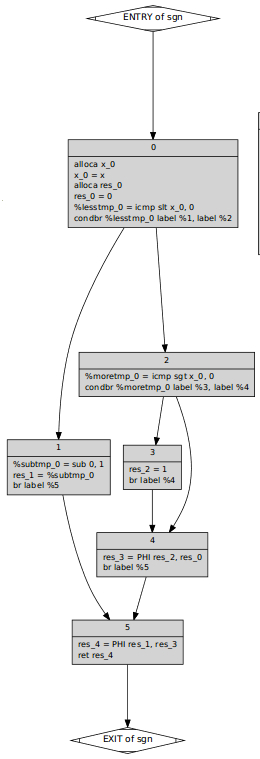 ENTRY of sgn
0
alloca x_0
x_0 = x
alloca res_0
res_0 = 0
%lesstmp_0 = icmp slt x_0, 0
condbr %lesstmp_0 label %1, label %2
2
%moretmp_0 = icmp sgt x_0, 0
condbr %moretmp_0 label %3, label %4
1
%subtmp_0 = sub 0, 1
res_1 = %subtmp_0
br label %5
3
res_2 = 1
br label %4
4
res_3 = PHI res_2, res_0
br label %5
5
res_4 = PHI res_1, res_3
ret res_4
EXIT of sgn